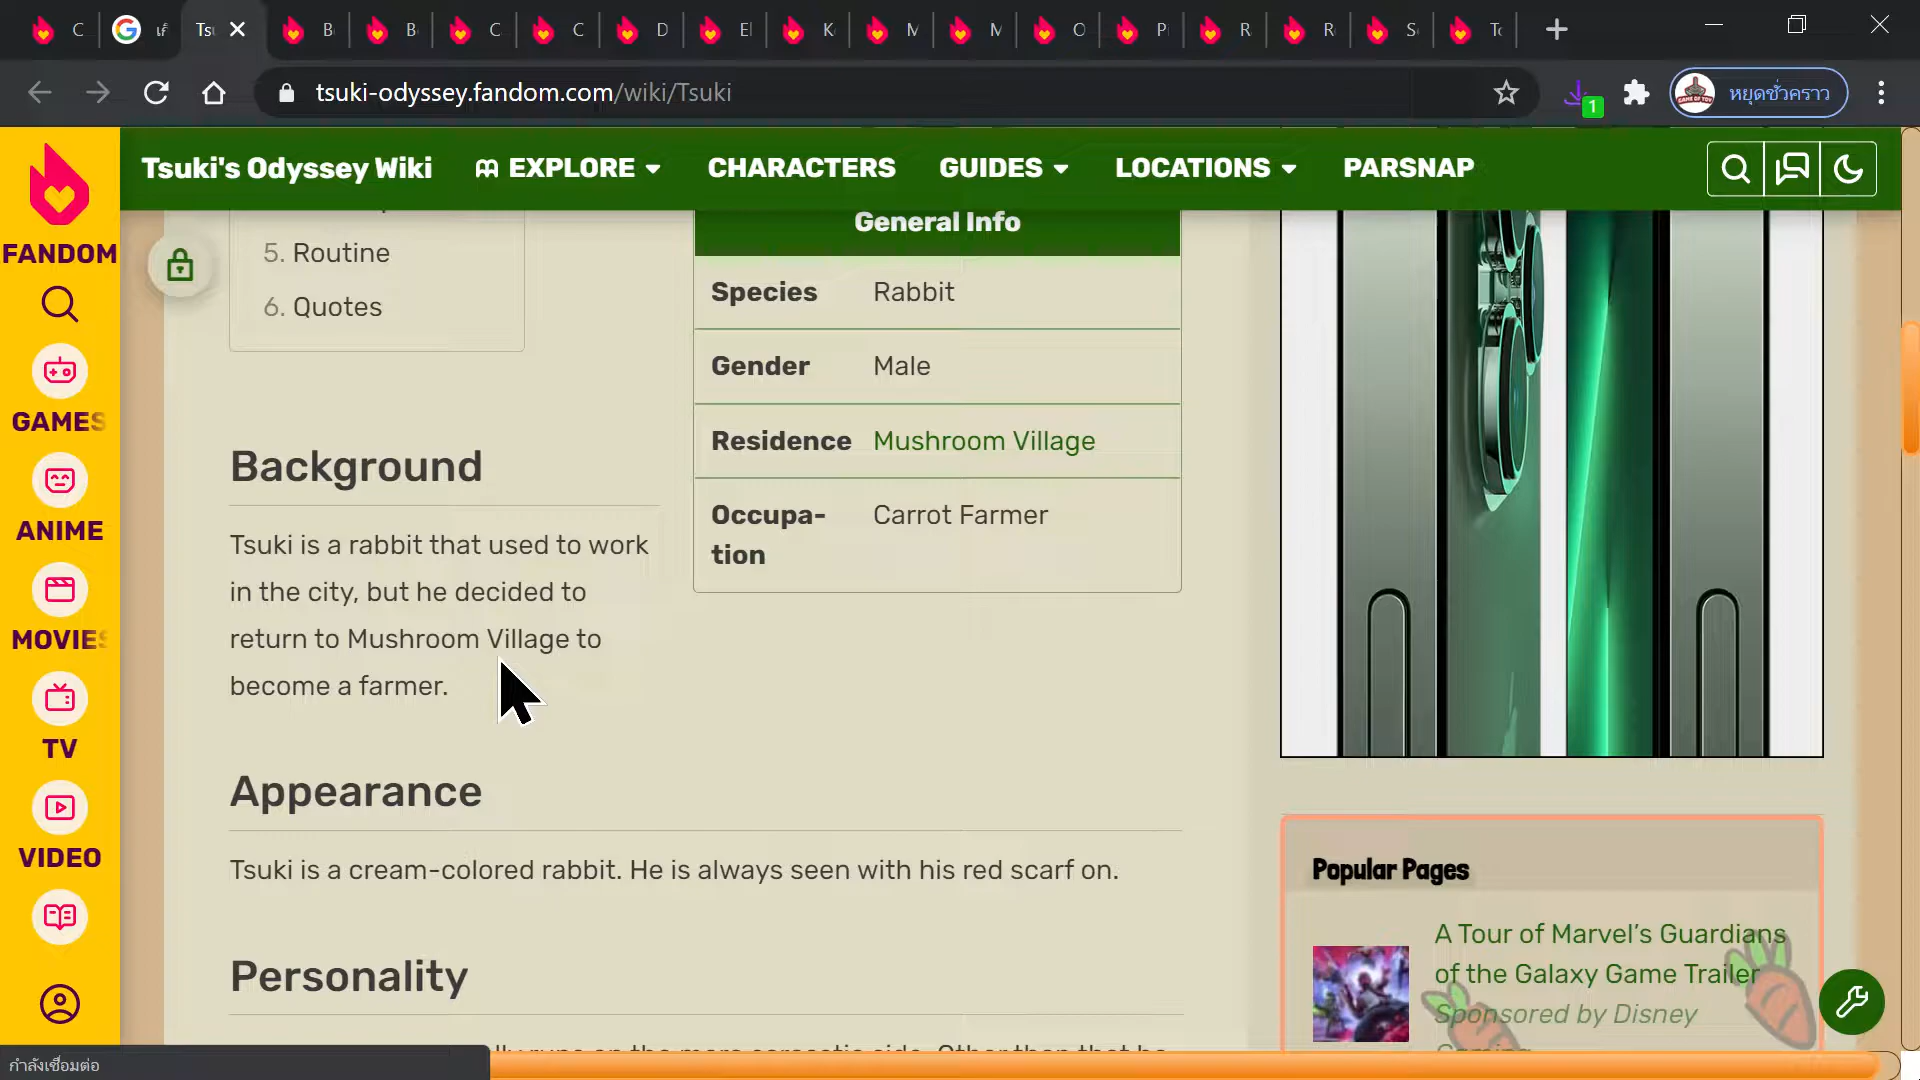 tsuki-odyssey.fandom.com/wiki/Tsuki
1
หยุดชั่วคราว
Tsuki's Odyssey Wiki
EXPLORE
CHARACTERS
GUIDES
LOCATIONS
PARSNAP
FANDOM
GAMES
ANIME
MOVIES
TV
VIDEO
5. Routine
6. Quotes
General Info
Species Rabbit
Gender Male
Residence Mushroom Village
Occupa-
tion
Carrot Farmer
Background
Tsuki is a rabbit that used to work
in the city, but he decided to
return to Mushroom Village to
become a farmer.
Appearance
Tsuki is a cream-colored rabbit. He is always seen with his red scarf on.
Personality
Popular Pages
A Tour of Marvel’s Guardians
of the Galaxy Game Trailer
Sponsored by Disney
กำลังเชื่อมต่อ